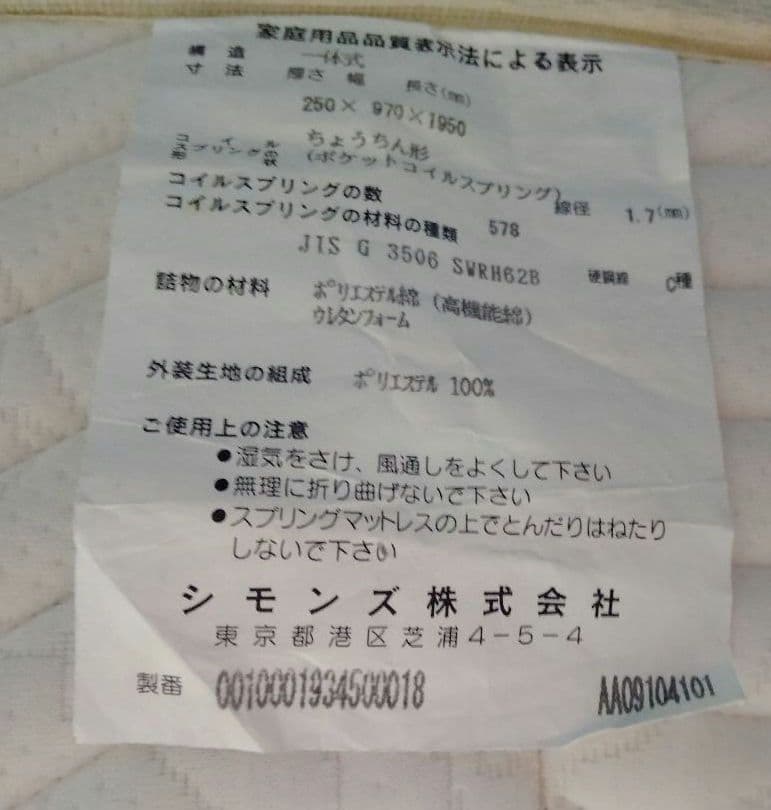 家庭用品品質表示法による表示
構造 一体式
寸法 厚さ 幅 長さ(mm)
250× 970×1950
コイルスプリングの形状 ちょうちん形
(ポケットコイルスプリング)
線径 1.7(mm)
コイルスプリングの数 578
コイルスプリングの材料の種類
JIS G 3506 SWRH62B 硬鋼線 C種
詰物の材料 ポリエステル綿(高機能綿)
ウレタンフォーム
外装生地の組成 ポリエステル 100%
ご使用上の注意
●湿気をさけ、風通しをよくして下さい
●無理に折り曲げないで下さい
●スプリングマットレスの上でとんだりはねたり
しないで下さい
シモンズ株式会社
東京都港区芝浦4-5-4
製番 0010001934500018 AA09104101